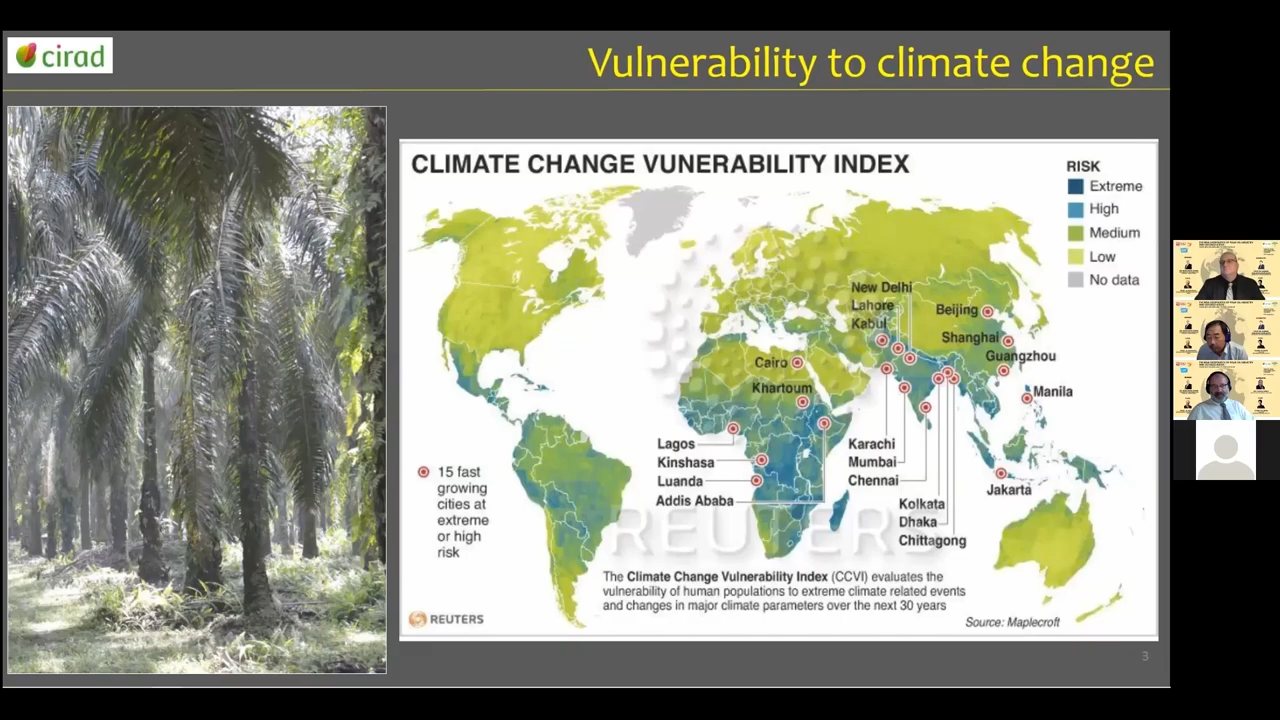 cirad
Vulnerability to climate change
CLIMATE CHANGE VUNERABILITY INDEX
RISK
Extreme
High
Medium
Low
No data
New Delhi
Lahore
Kabul
Beijing
Shanghai
Guangzhou
Cairo
Khartoum
Manila
Lagos
Kinshasa
Luanda
Addis Ababa
Karachi
Mumbai
Chennai
Jakarta
Kolkata
Dhaka
Chittagong
15 fast
growing
cities at
extreme
or high
risk
REUTERS
The Climate Change Vulnerability Index (CCVI) evaluates the
vulnerability of human populations to extreme climate related events
and changes in major climate parameters over the next 30 years
REUTERS
Source: Maplecroft
3